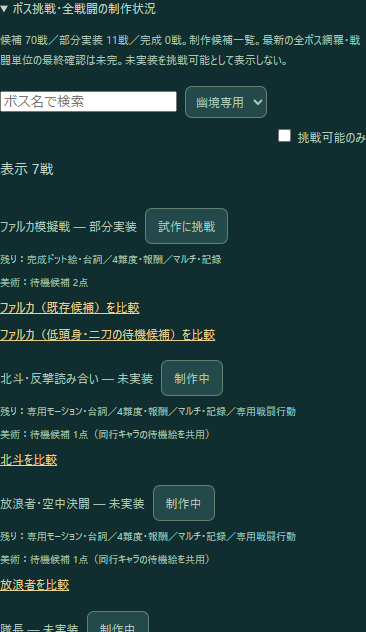 ▼ ボス挑戦・全戦闘の制作状況
候補 70戦／部分実装 11戦／完成 0戦。制作候補一覧。最新の全ボス網羅・戦
闘単位の最終確認は未完。未実装を挑戦可能として表示しない。
ボス名で検索
幽境専用
挑戦可能のみ
表示 7戦
ファルカ模擬戦 — 部分実装 試作に挑戦
残り：完成ドット絵・台詞／4難度・報酬／マルチ・記録
美術：待機候補 2点
ファルカ（既存候補）を比較
ファルカ（低頭身・二刀の待機候補）を比較
北斗・反撃読み合い — 未実装 制作中
残り：専用モーション・台詞／4難度・報酬／マルチ・記録／専用戦闘行動
美術：待機候補 1点（同行キャラの待機絵を共用）
北斗を比較
放浪者・空中決闘 — 未実装 制作中
残り：専用モーション・台詞／4難度・報酬／マルチ・記録／専用戦闘行動
美術：待機候補 1点（同行キャラの待機絵を共用）
放浪者を比較
隊長 — 未実装 制作中